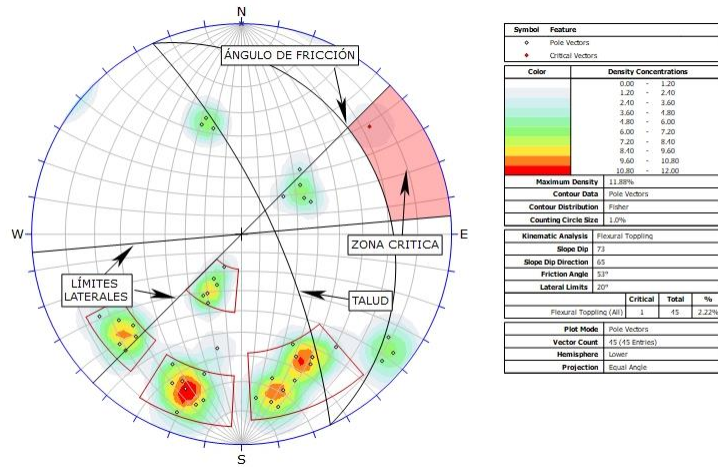 N
ÁNGULO DE FRICCIÓN
W
E
ZONA CRITICA
LÍMITES
LATERALES
TALUD
S
Symbol Feature
Pole Vectors
Critical Vectors
Color Density Concentrations
0.00 - 1.20
1.20 - 2.40
2.40 - 3.60
3.60 - 4.80
4.80 - 6.00
6.00 - 7.20
7.20 - 8.40
8.40 - 9.60
9.60 - 10.80
10.80 - 12.00
Maximum Density 11.88%
Contour Data Pole Vectors
Contour Distribution Fisher
Counting Circle Size 1.0%
Kinematic Analysis Flexural Toppling
Slope Dip 73
Slope Dip Direction 65
Friction Angle 53°
Lateral Limits 20°
Critical Total %
Flexural Toppling (All) 1 45 2.22%
Plot Mode Pole Vectors
Vector Count 45 (45 Entries)
Hemisphere Lower
Projection Equal Angle